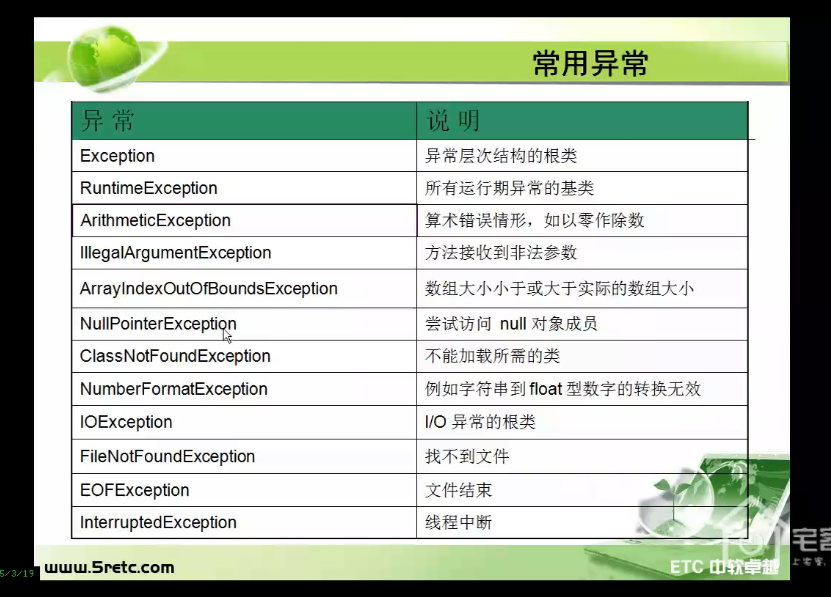 常用异常
异 常 说 明
Exception 异常层次结构的根类
RuntimeException 所有运行期异常的基类
ArithmeticException 算术错误情形，如以零作除数
IllegalArgumentException 方法接收到非法参数
ArrayIndexOutOfBoundsException 数组大小小于或大于实际的数组大小
NullPointerException 尝试访问 null 对象成员
ClassNotFoundException 不能加载所需的类
NumberFormatException 例如字符串到 float 型数字的转换无效
IOException I/O 异常的根类
FileNotFoundException 找不到文件
EOFException 文件结束
InterruptedException 线程中断
www.5retc.com ETC 中软卓越
5/3/19
宅客